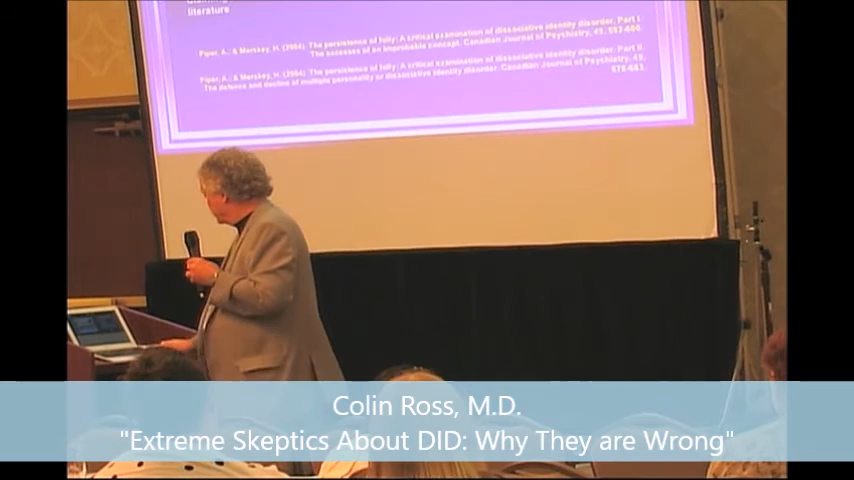 literature
Piper, A., & Merskey, H. (2004). The persistence of folly: A critical examination of dissociative identity disorder. Part I.
The excesses of an improbable concept. Canadian Journal of Psychiatry, 49, 592-600.
Piper, A., & Merskey, H. (2004). The persistence of folly: A critical examination of dissociative identity disorder. Part II.
The defence and decline of multiple personality or dissociative identity disorder. Canadian Journal of Psychiatry, 49,
678-683.
Colin Ross, M.D.
"Extreme Skeptics About DID: Why They are Wrong"